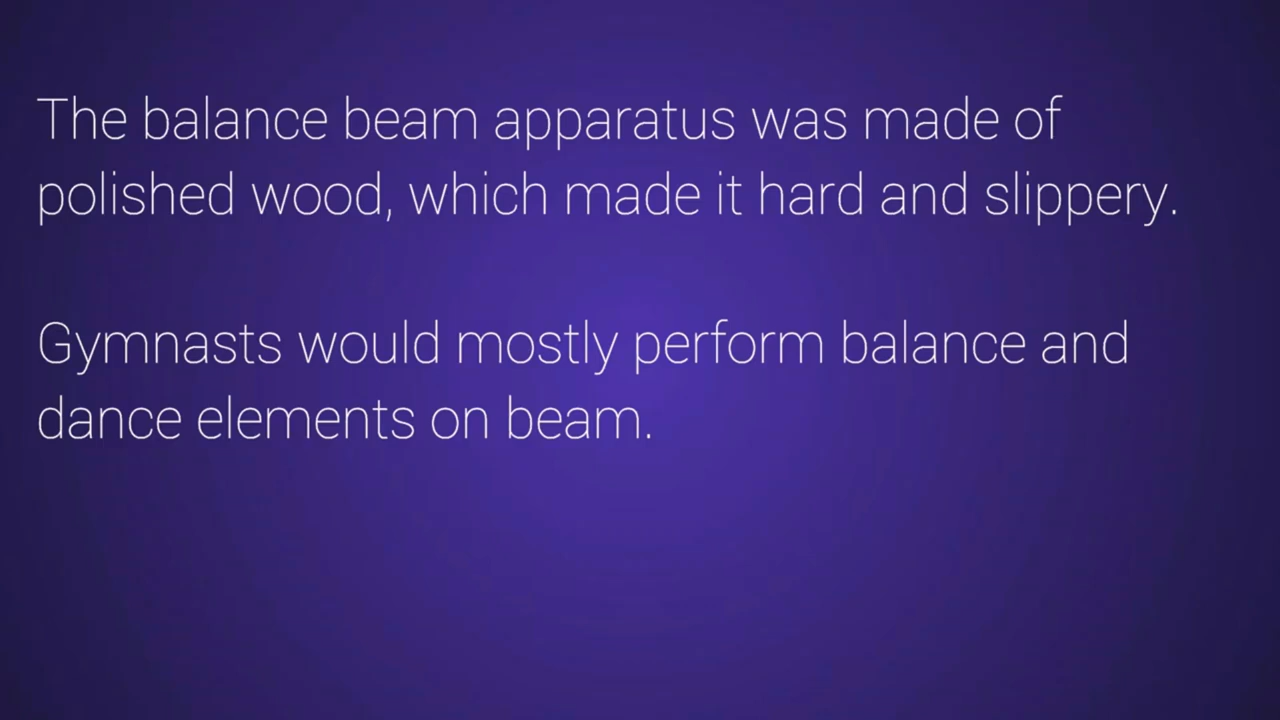 The balance beam apparatus was made of
polished wood, which made it hard and slippery.
Gymnasts would mostly perform balance and
dance elements on beam.